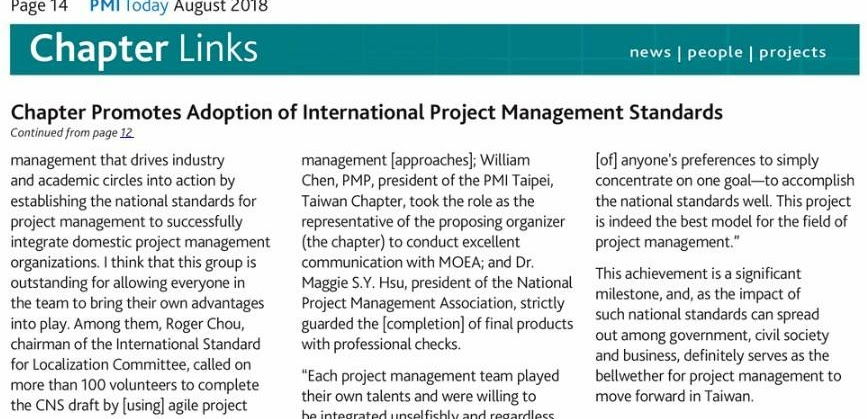 Page 14 PMI Today August 2018
Chapter Links
news | people | projects
Chapter Promotes Adoption of International Project Management Standards
Continued from page 12
management that drives industry
and academic circles into action by
establishing the national standards for
project management to successfully
integrate domestic project management
organizations. I think that this group is
outstanding for allowing everyone in
the team to bring their own advantages
into play. Among them, Roger Chou,
chairman of the International Standard
for Localization Committee, called on
more than 100 volunteers to complete
the CNS draft by [using] agile project
management [approaches]; William
Chen, PMP, president of the PMI Taipei,
Taiwan Chapter, took the role as the
representative of the proposing organizer
(the chapter) to conduct excellent
communication with MOEA; and Dr.
Maggie S.Y. Hsu, president of the National
Project Management Association, strictly
guarded the [completion] of final products
with professional checks.
“Each project management team played
their own talents and were willing to
be integrated unselfishly and regardless
[of] anyone’s preferences to simply
concentrate on one goal—to accomplish
the national standards well. This project
is indeed the best model for the field of
project management.”
This achievement is a significant
milestone, and, as the impact of
such national standards can spread
out among government, civil society
and business, definitely serves as the
bellwether for project management to
move forward in Taiwan.